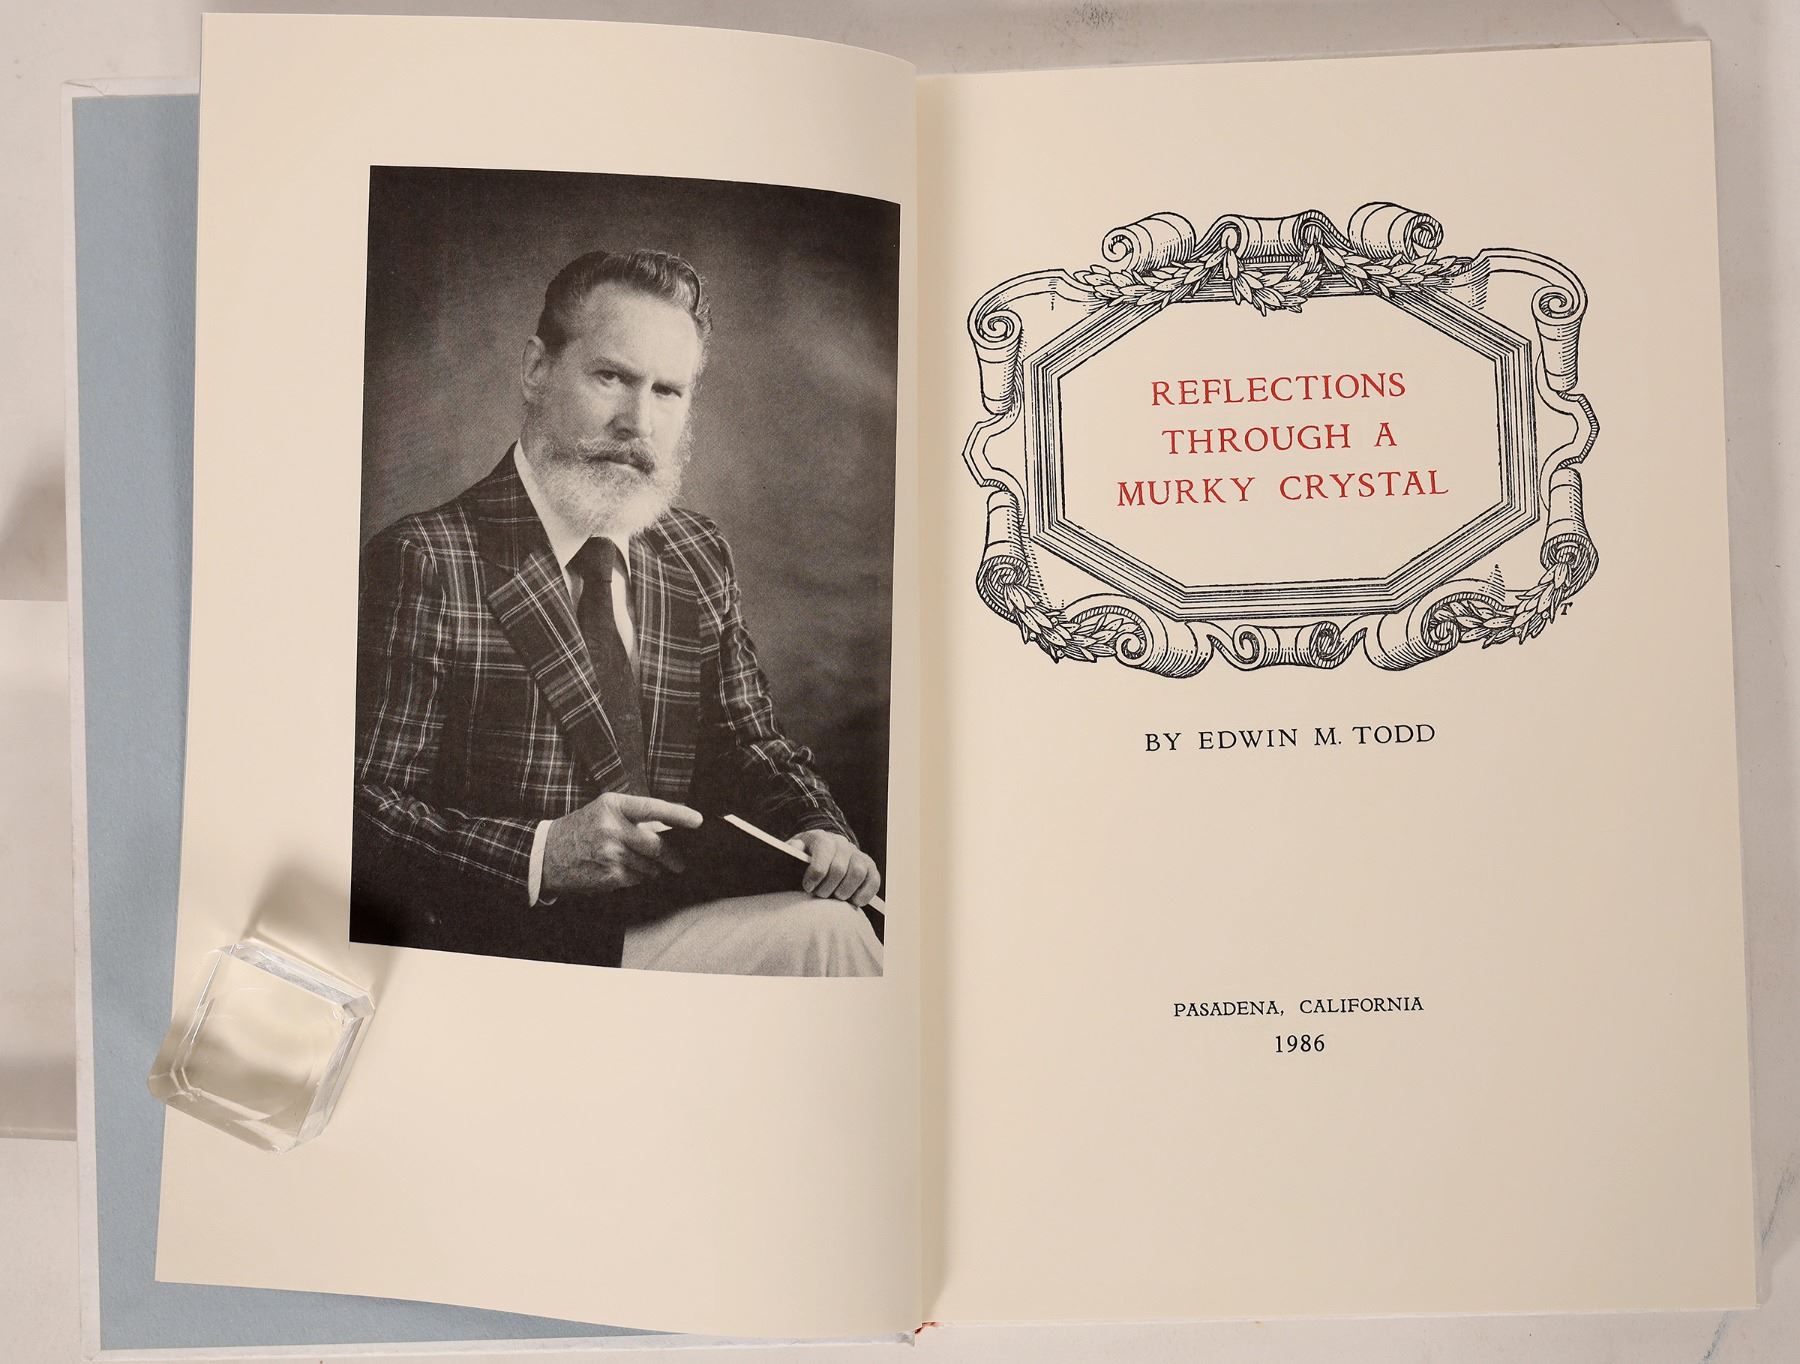 REFLECTIONS
THROUGH A
MURKY CRYSTAL
T
BY EDWIN M. TODD
PASADENA, CALIFORNIA
1986